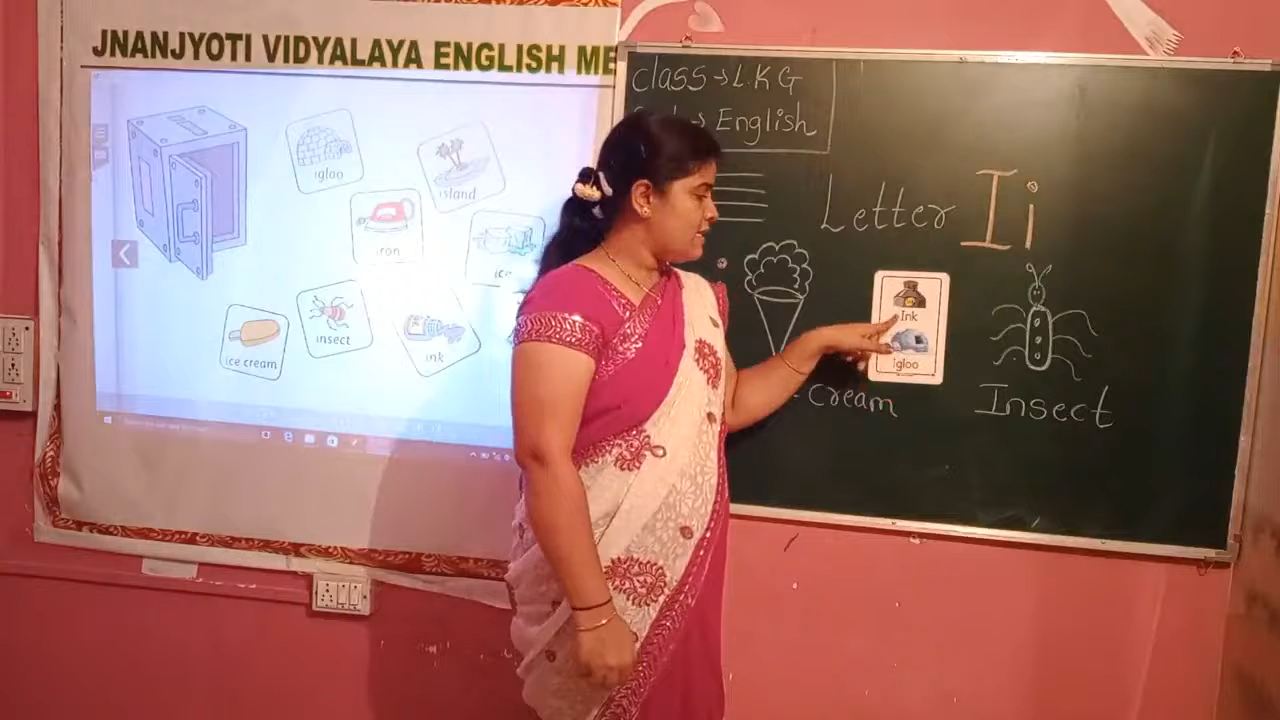 JNANJYOTI VIDYALAYA ENGLISH ME
igloo
island
iron
ice
ice cream
insect
ink
class → L.K.G
English
Letter I i
Ink
igloo
Cream
Insect